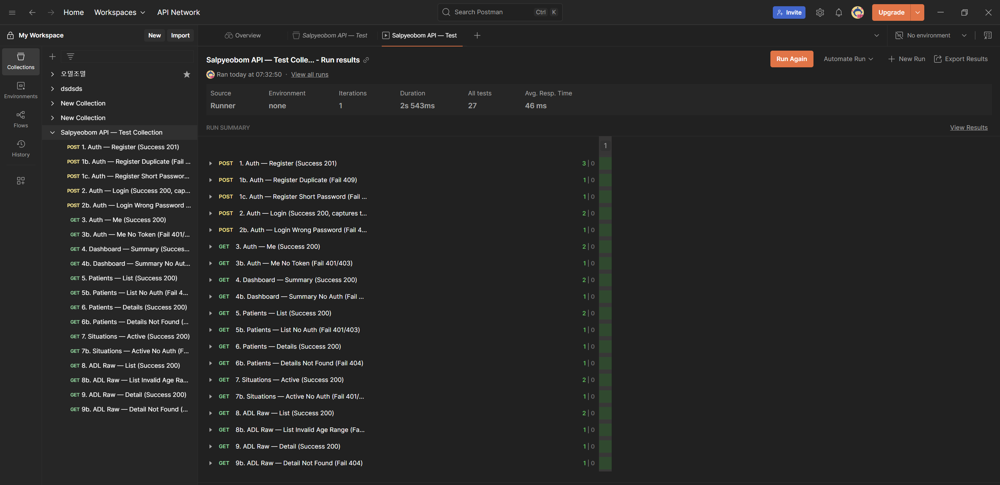 Home Workspaces API Network Search Postman Ctrl K Invite Upgrade
My Workspace New Import Overview Salpyeobom API — Test Salpyeobom API — Test No environment
Collections
Environments
Flows
History
오밀조밀
dsdsds
New Collection
New Collection
Salpyeobom API — Test Collection
POST 1. Auth — Register (Success 201)
POST 1b. Auth — Register Duplicate (Fail ...
POST 1c. Auth — Register Short Passwor...
POST 2. Auth — Login (Success 200, cap...
POST 2b. Auth — Login Wrong Password ...
GET 3. Auth — Me (Success 200)
GET 3b. Auth — Me No Token (Fail 401/...
GET 4. Dashboard — Summary (Succes...
GET 4b. Dashboard — Summary No Aut...
GET 5. Patients — List (Success 200)
GET 5b. Patients — List No Auth (Fail 4...
GET 6. Patients — Details (Success 200)
GET 6b. Patients — Details Not Found (...
GET 7. Situations — Active (Success 200)
GET 7b. Situations — Active No Auth (F...
GET 8. ADL Raw — List (Success 200)
GET 8b. ADL Raw — List Invalid Age Ra...
GET 9. ADL Raw — Detail (Success 200)
GET 9b. ADL Raw — Detail Not Found (...
Salpyeobom API — Test Colle... - Run results
Run Again Automate Run New Run Export Results
Ran today at 07:32:50 · View all runs
Source Environment Iterations Duration All tests Avg. Resp. Time
Runner none 1 2s 543ms 27 46 ms
RUN SUMMARY View Results
1
POST 1. Auth — Register (Success 201) 3 | 0
POST 1b. Auth — Register Duplicate (Fail 409) 1 | 0
POST 1c. Auth — Register Short Password (Fail ... 1 | 0
POST 2. Auth — Login (Success 200, captures t... 2 | 0
POST 2b. Auth — Login Wrong Password (Fail 4... 1 | 0
GET 3. Auth — Me (Success 200) 2 | 0
GET 3b. Auth — Me No Token (Fail 401/403) 1 | 0
GET 4. Dashboard — Summary (Success 200) 2 | 0
GET 4b. Dashboard — Summary No Auth (Fail ... 1 | 0
GET 5. Patients — List (Success 200) 2 | 0
GET 5b. Patients — List No Auth (Fail 401/403) 1 | 0
GET 6. Patients — Details (Success 200) 1 | 0
GET 6b. Patients — Details Not Found (Fail 404) 1 | 0
GET 7. Situations — Active (Success 200) 2 | 0
GET 7b. Situations — Active No Auth (Fail 401/... 1 | 0
GET 8. ADL Raw — List (Success 200) 2 | 0
GET 8b. ADL Raw — List Invalid Age Range (Fa... 1 | 0
GET 9. ADL Raw — Detail (Success 200) 1 | 0
GET 9b. ADL Raw — Detail Not Found (Fail 404) 1 | 0